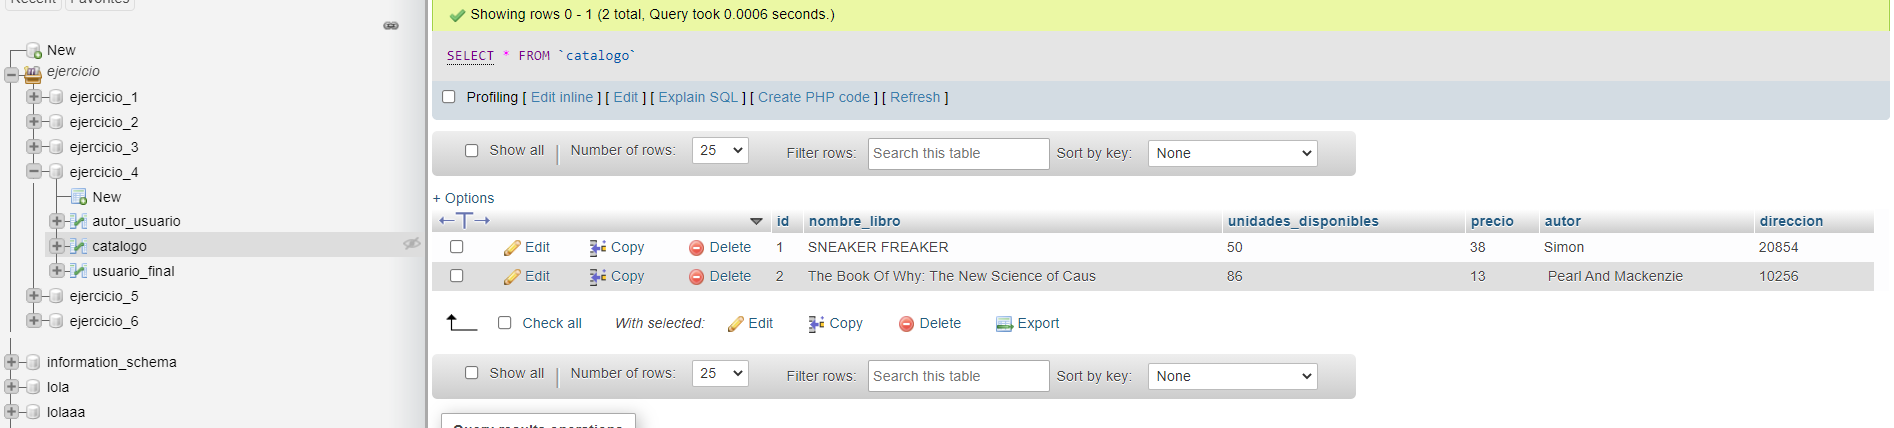 Recent Favorites
New
ejercicio
ejercicio_1
ejercicio_2
ejercicio_3
ejercicio_4
New
autor_usuario
catalogo
usuario_final
ejercicio_5
ejercicio_6
information_schema
lola
lolaaa
Showing rows 0 - 1 (2 total, Query took 0.0006 seconds.)
SELECT * FROM `catalogo`
Profiling [ Edit inline ] [ Edit ] [ Explain SQL ] [ Create PHP code ] [ Refresh ]
Show all | Number of rows: 25 Filter rows: Search this table Sort by key: None
+ Options
←T→ id nombre_libro unidades_disponibles precio autor direccion
Edit Copy Delete 1 SNEAKER FREAKER 50 38 Simon 20854
Edit Copy Delete 2 The Book Of Why: The New Science of Caus 86 13 Pearl And Mackenzie 10256
Check all With selected: Edit Copy Delete Export
Show all | Number of rows: 25 Filter rows: Search this table Sort by key: None
Query results operations